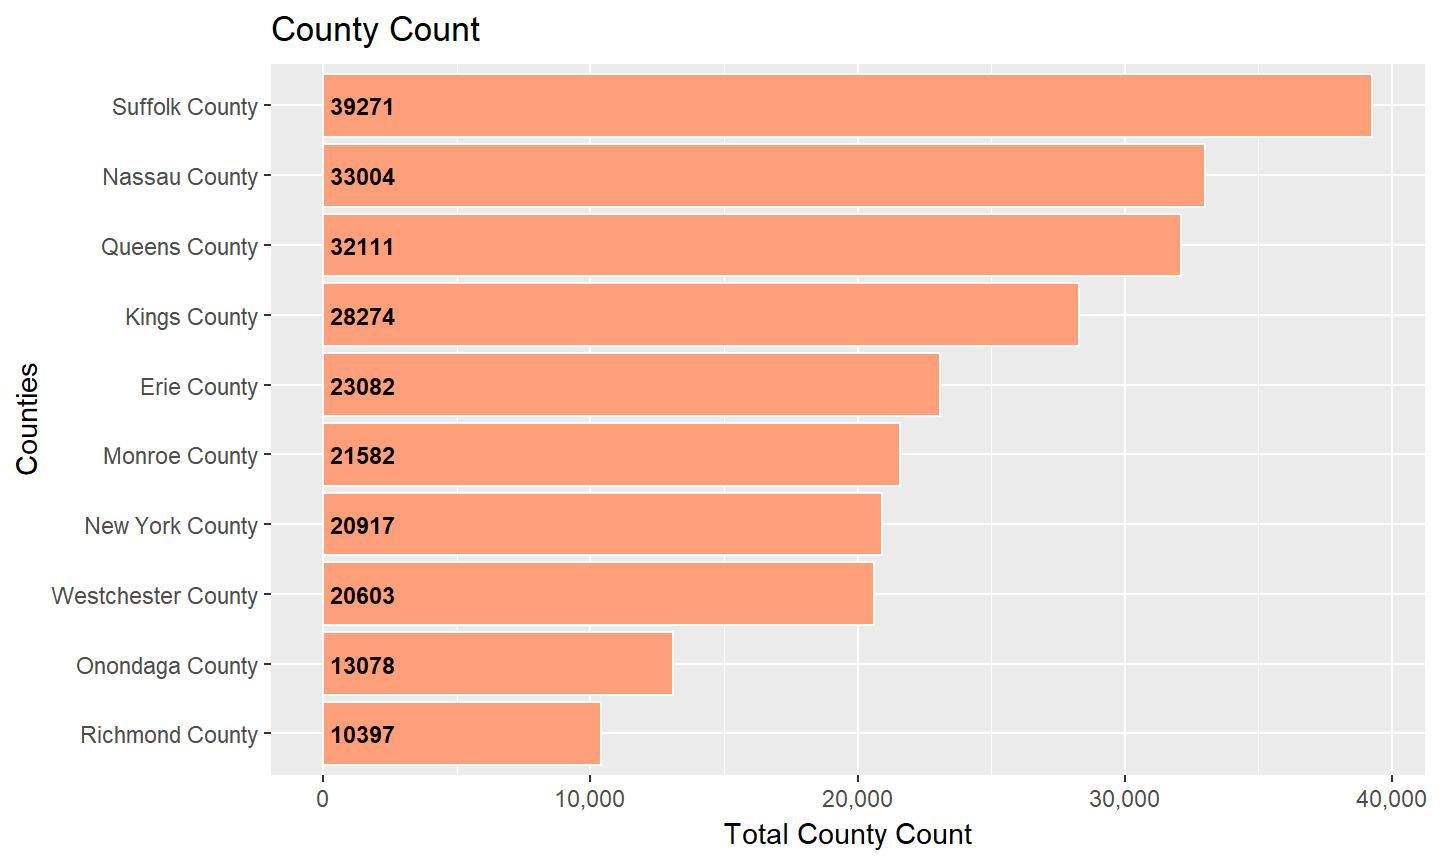 County Count
Suffolk County 39271
Nassau County 33004
Queens County 32111
Kings County 28274
Erie County 23082
Monroe County 21582
New York County 20917
Westchester County 20603
Onondaga County 13078
Richmond County 10397
Counties
0 10,000 20,000 30,000 40,000
Total County Count